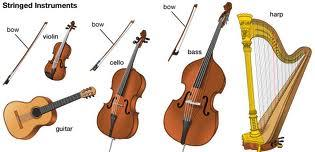 Stringed Instruments
bow
violin
bow
cello
bow
bass
harp
guitar